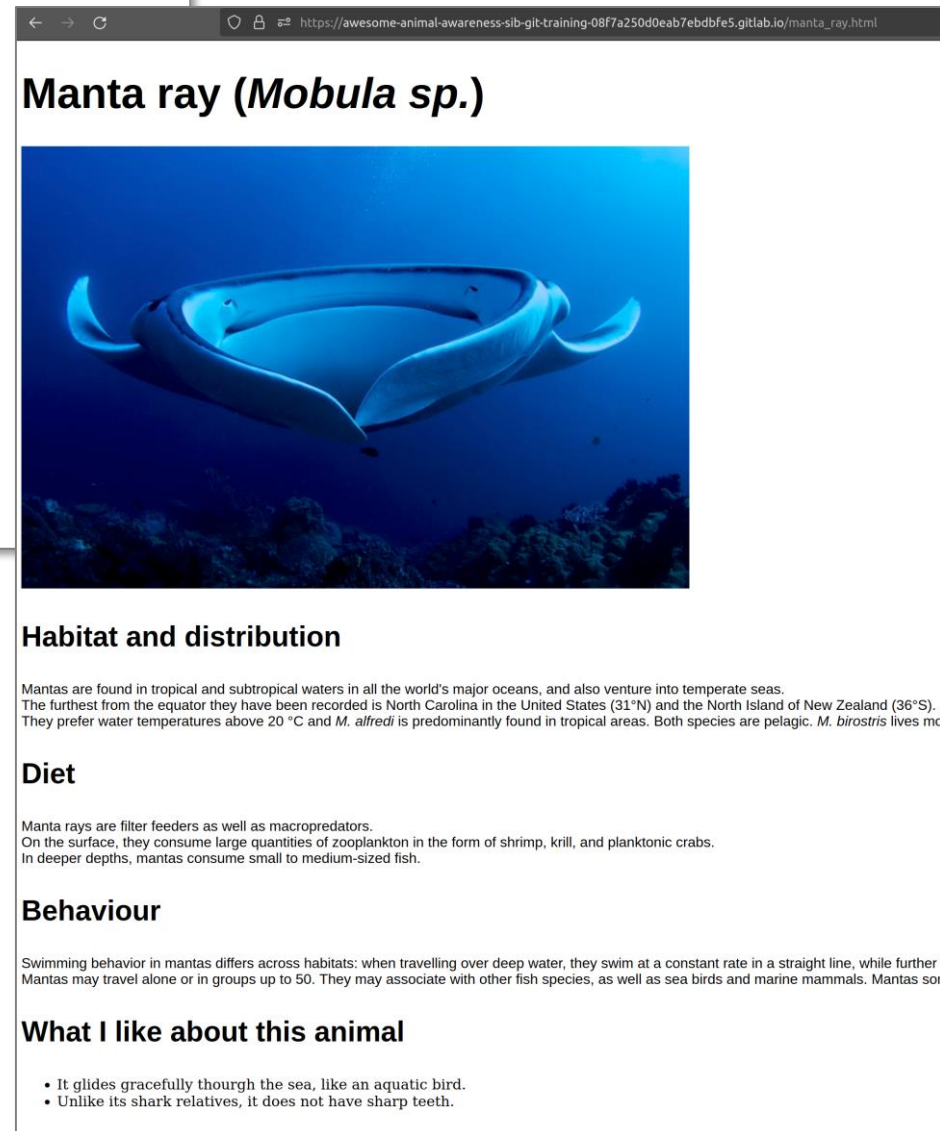 https://awesome-animal-awareness-sib-git-training-08f7a250d0eab7ebdbfe5.gitlab.io/manta_ray.html
Manta ray (Mobula sp.)
Habitat and distribution
Mantas are found in tropical and subtropical waters in all the world's major oceans, and also venture into temperate seas.
The furthest from the equator they have been recorded is North Carolina in the United States (31°N) and the North Island of New Zealand (36°S).
They prefer water temperatures above 20 °C and M. alfredi is predominantly found in tropical areas. Both species are pelagic. M. birostris lives
Diet
Manta rays are filter feeders as well as macropredators.
On the surface, they consume large quantities of zooplankton in the form of shrimp, krill, and planktonic crabs.
In deeper depths, mantas consume small to medium-sized fish.
Behaviour
Swimming behavior in mantas differs across habitats: when travelling over deep water, they swim at a constant rate in a straight line, while further
Mantas may travel alone or in groups up to 50. They may associate with other fish species, as well as sea birds and marine mammals. Mantas
What I like about this animal
• It glides gracefully thourgh the sea, like an aquatic bird.
• Unlike its shark relatives, it does not have sharp teeth.